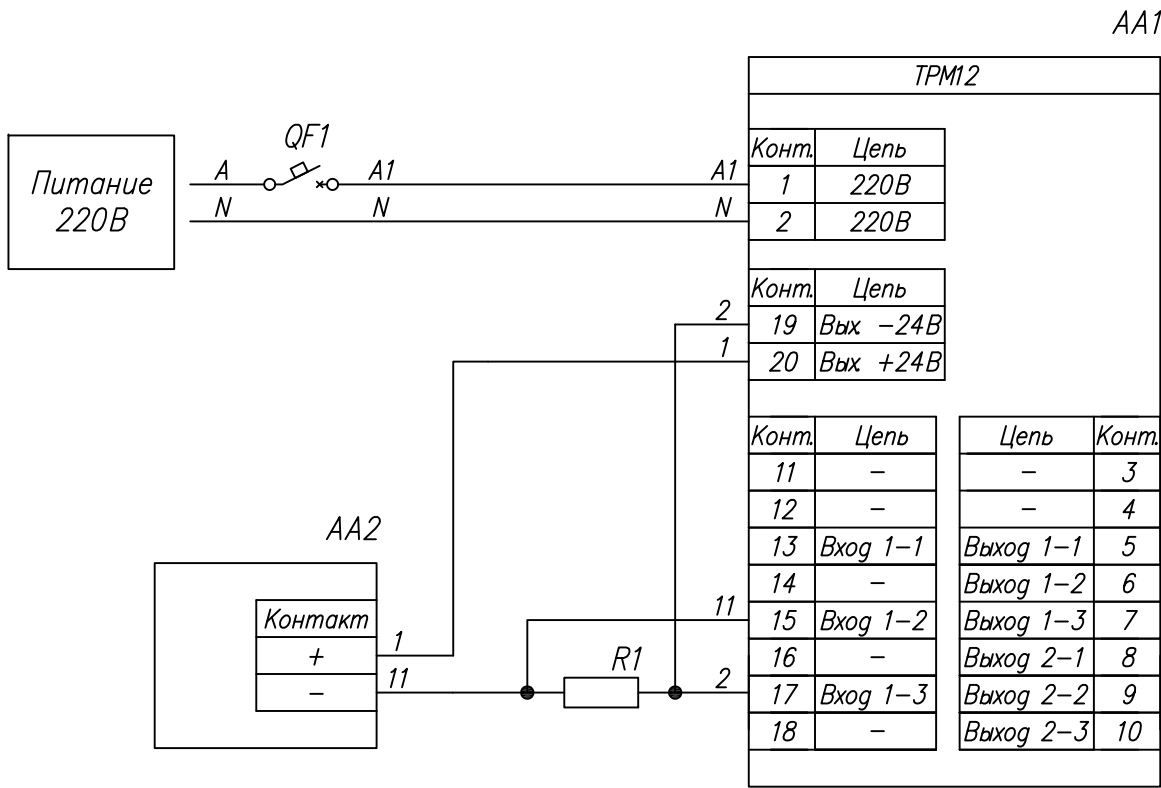 AA1
ТРМ12
Питание
220В
A
QF1
A1
A1
N
N
N
Конт. Цепь
1 220В
2 220В
Конт. Цепь
2 19 Вых. -24В
1 20 Вых. +24В
Конт. Цепь Цепь Конт.
11 - - 3
12 - - 4
13 Вход 1-1 Выход 1-1 5
14 - Выход 1-2 6
11 15 Вход 1-2 Выход 1-3 7
16 - Выход 2-1 8
2 17 Вход 1-3 Выход 2-2 9
18 - Выход 2-3 10
AA2
Контакт
+ 1
- 11
R1